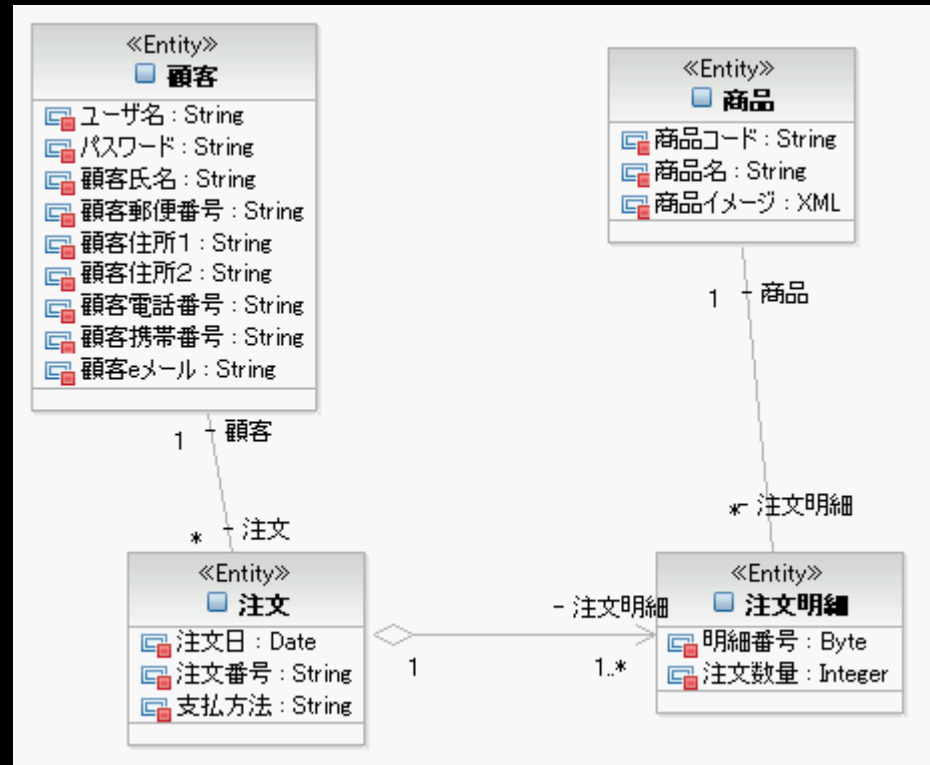 ≪Entity≫
顧客
ユーザ名 : String
パスワード : String
顧客氏名 : String
顧客郵便番号 : String
顧客住所1 : String
顧客住所2 : String
顧客電話番号 : String
顧客携帯番号 : String
顧客eメール : String
≪Entity≫
商品
商品コード : String
商品名 : String
商品イメージ : XML
1
- 商品
1
- 顧客
* - 注文明細
* - 注文
≪Entity≫
注文
注文日 : Date
注文番号 : String
支払方法 : String
1
- 注文明細
1..*
≪Entity≫
注文明細
明細番号 : Byte
注文数量 : Integer